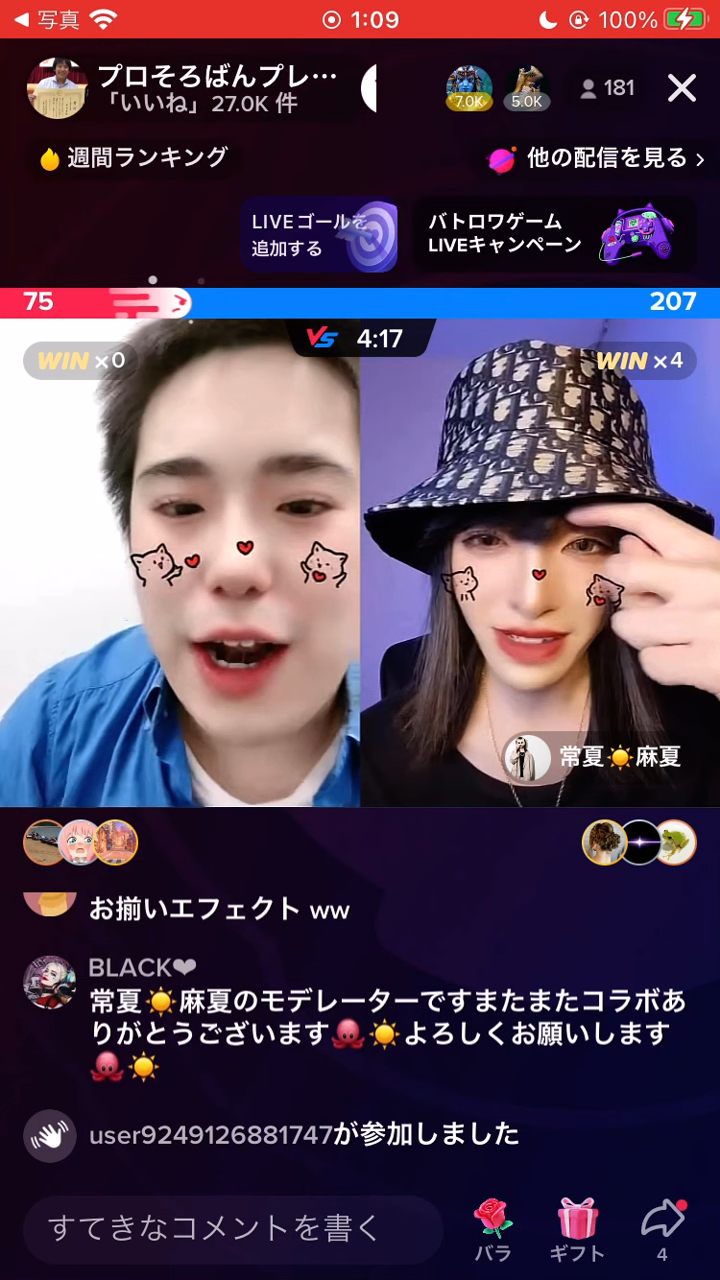 写真
1:09
100%
プロそろばんプレ…
「いいね」27.0K 件
7.0K
5.0K
181
週間ランキング
他の配信を見る
LIVEゴールを
追加する
バトロワゲーム
LIVEキャンペーン
75
207
VS 4:17
WIN x0
WIN x4
常夏☀️麻夏
お揃いエフェクト ww
BLACK❤
常夏☀️麻夏のモデレーターですまたまたコラボあ
りがとうございます🐙☀️よろしくお願いします
🐙☀️
user9249126881747が参加しました
すてきなコメントを書く
バラ
ギフト
4